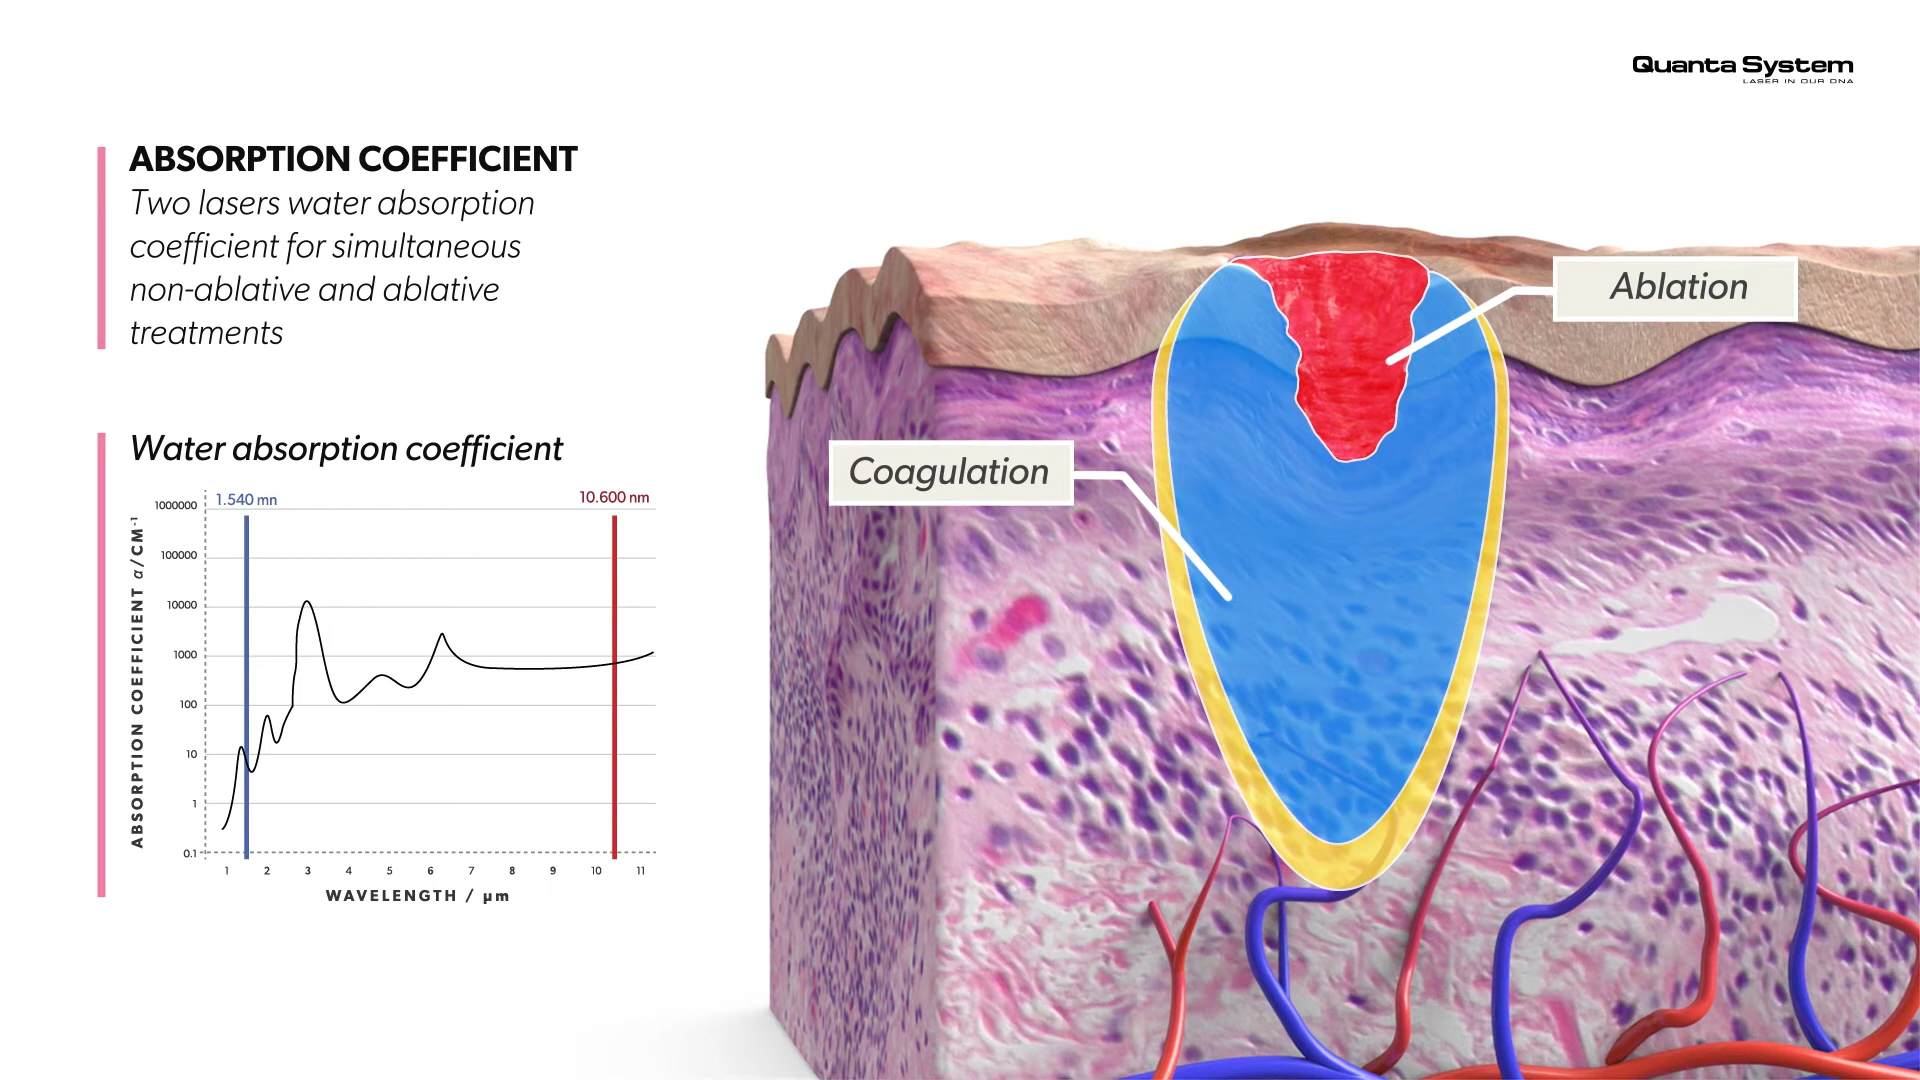 Quanta System
LASER IN OUR DNA
ABSORPTION COEFFICIENT
Two lasers water absorption
coefficient for simultaneous
non-ablative and ablative
treatments
Ablation
Coagulation
Water absorption coefficient
1.540 mn
10.600 nm
ABSORPTION COEFFICIENT α/CM⁻¹
1000000
100000
10000
1000
100
10
1
0.1
1 2 3 4 5 6 7 8 9 10 11
WAVELENGTH / µm